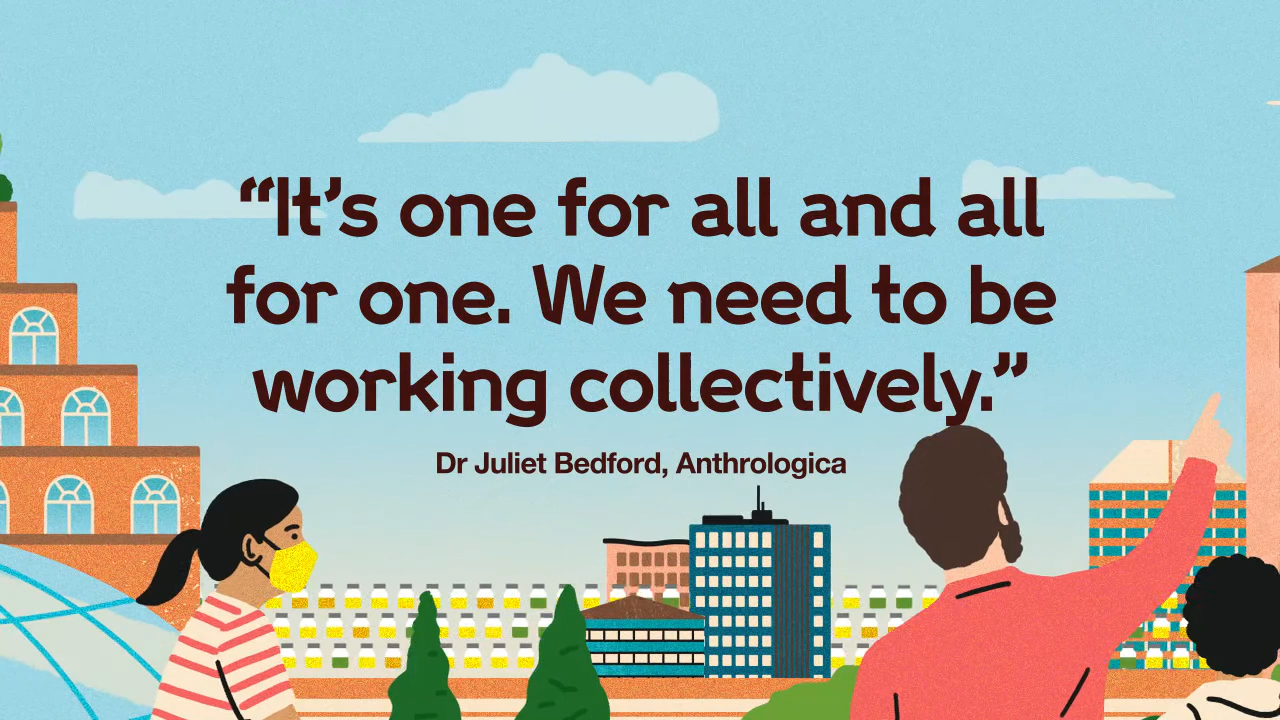 “It’s one for all and all
for one. We need to be
working collectively.”
Dr Juliet Bedford, Anthrologica